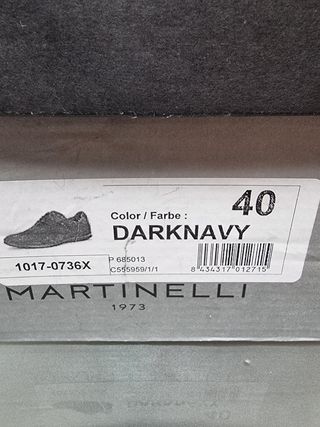 40
Color / Farbe :
DARKNAVY
1017-0736X
P 685013
C555959/1/1
8 434317 012715
MARTINELLI
1973